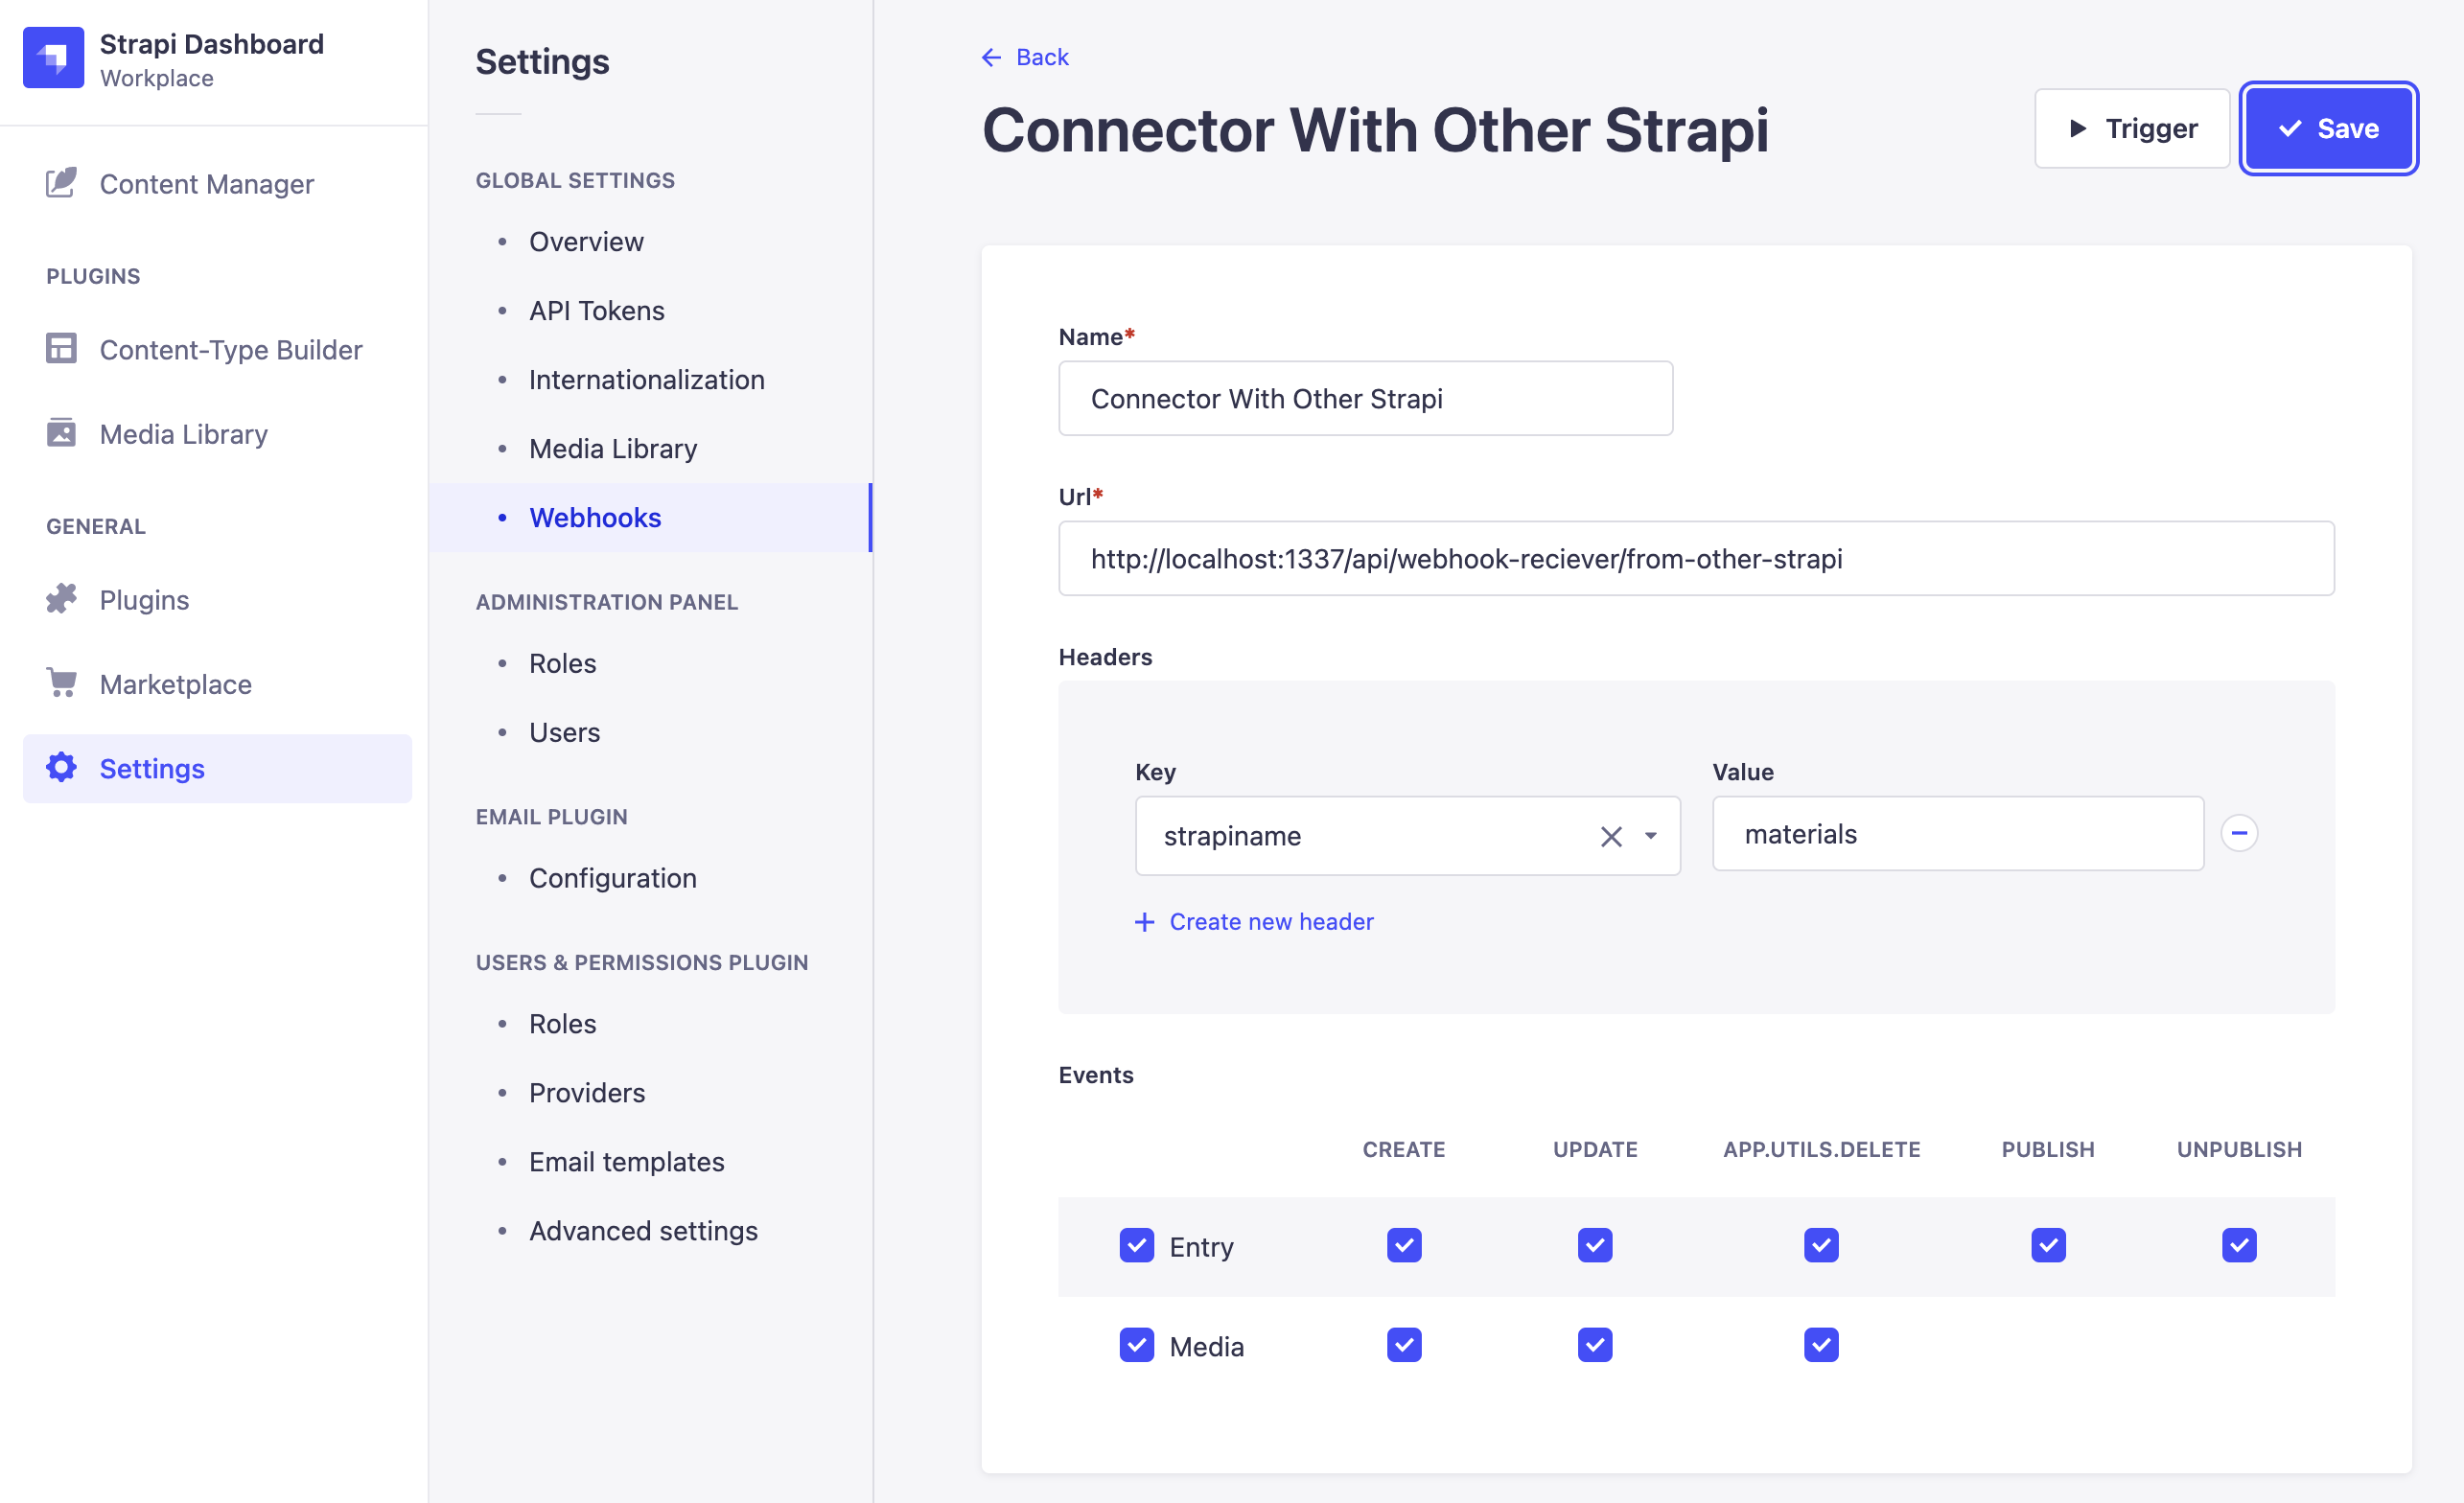 Strapi Dashboard
Workplace
Content Manager
PLUGINS
Content-Type Builder
Media Library
GENERAL
Plugins
Marketplace
Settings
Settings
GLOBAL SETTINGS
Overview
API Tokens
Internationalization
Media Library
Webhooks
ADMINISTRATION PANEL
Roles
Users
EMAIL PLUGIN
Configuration
USERS & PERMISSIONS PLUGIN
Roles
Providers
Email templates
Advanced settings
Back
Connector With Other Strapi
Trigger
Save
Name*
Connector With Other Strapi
Url*
http://localhost:1337/api/webhook-reciever/from-other-strapi
Headers
Key Value
strapiname materials
Create new header
Events
CREATE UPDATE APP.UTILS.DELETE PUBLISH UNPUBLISH
Entry
Media